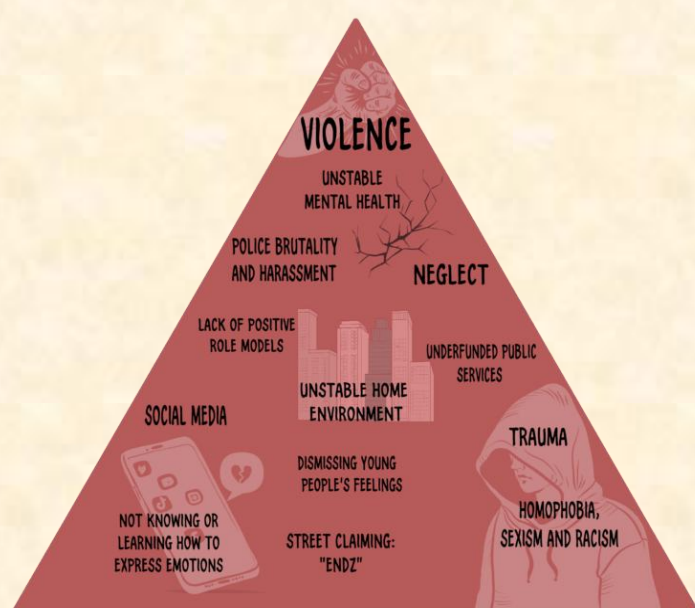 VIOLENCE
UNSTABLE
MENTAL HEALTH
POLICE BRUTALITY
AND HARASSMENT
NEGLECT
LACK OF POSITIVE
ROLE MODELS
UNDERFUNDED PUBLIC
SERVICES
UNSTABLE HOME
ENVIRONMENT
SOCIAL MEDIA
TRAUMA
DISMISSING YOUNG
PEOPLE'S FEELINGS
NOT KNOWING OR
LEARNING HOW TO
EXPRESS EMOTIONS
STREET CLAIMING:
"ENDZ"
HOMOPHOBIA,
SEXISM AND RACISM